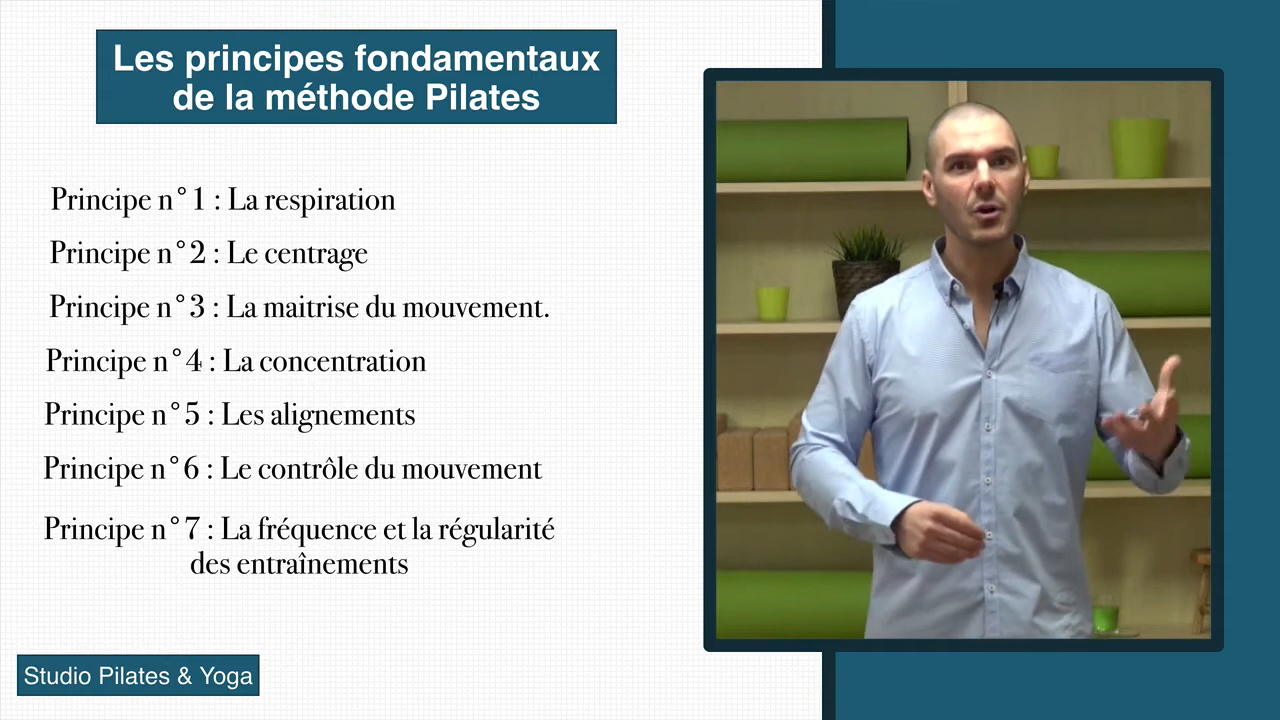 Les principes fondamentaux
de la méthode Pilates
Principe n°1 : La respiration
Principe n°2 : Le centrage
Principe n°3 : La maitrise du mouvement.
Principe n°4 : La concentration
Principe n°5 : Les alignements
Principe n°6 : Le contrôle du mouvement
Principe n°7 : La fréquence et la régularité
des entraînements
Studio Pilates & Yoga